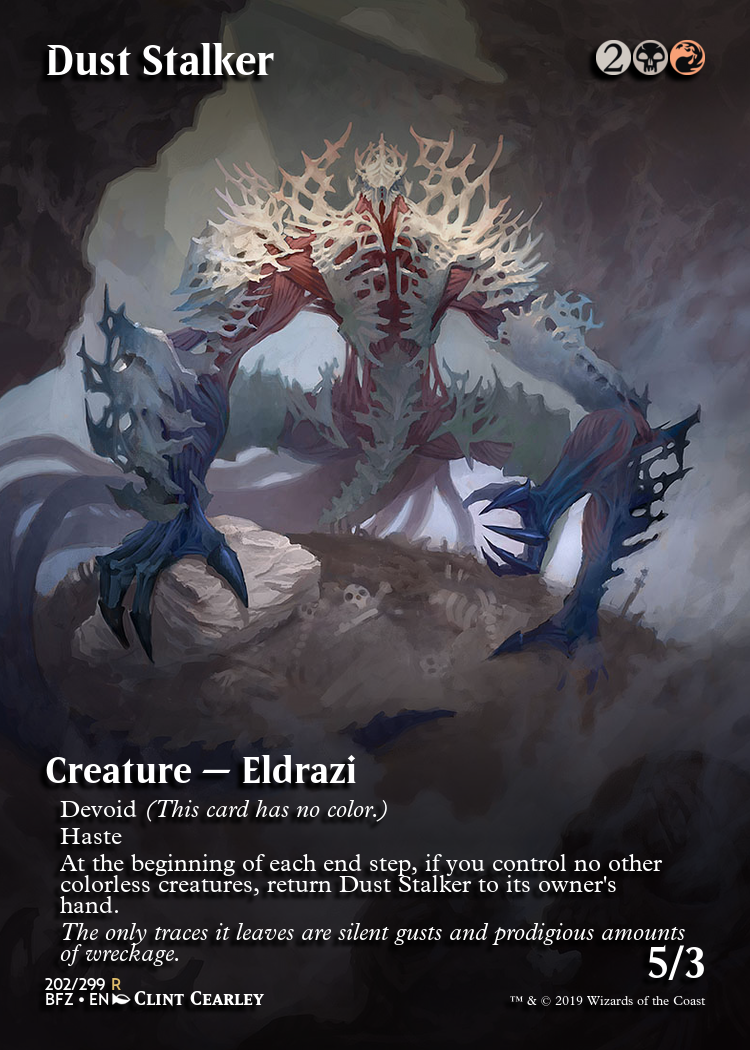 Dust Stalker 2
Creature — Eldrazi
Devoid (This card has no color.)
Haste
At the beginning of each end step, if you control no other
colorless creatures, return Dust Stalker to its owner's
hand.
The only traces it leaves are silent gusts and prodigious amounts
of wreckage.
5/3
202/299 R
BFZ • EN Clint Cearley
™ & © 2019 Wizards of the Coast